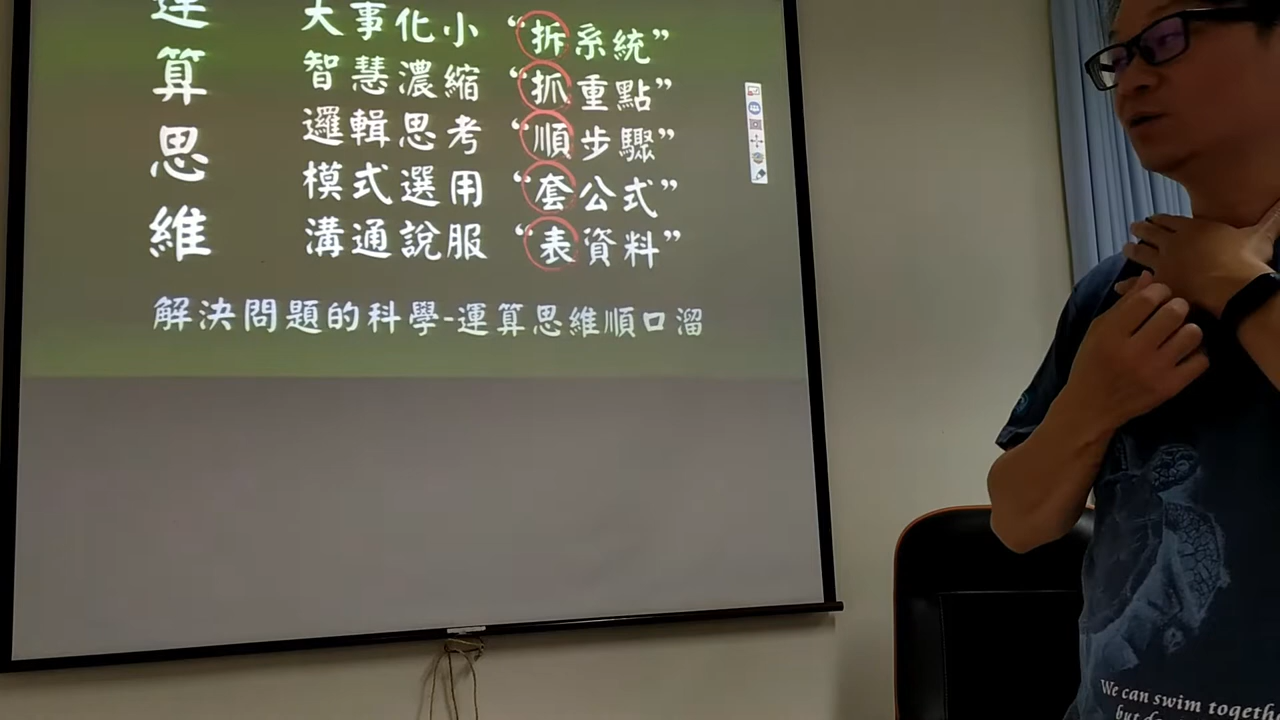 運算思維
大事化小 “拆系統”
智慧濃縮 “抓重點”
邏輯思考 “順步驟”
模式選用 “套公式”
溝通說服 “表資料”
解決問題的科學-運算思維順口溜
We can swim togethe